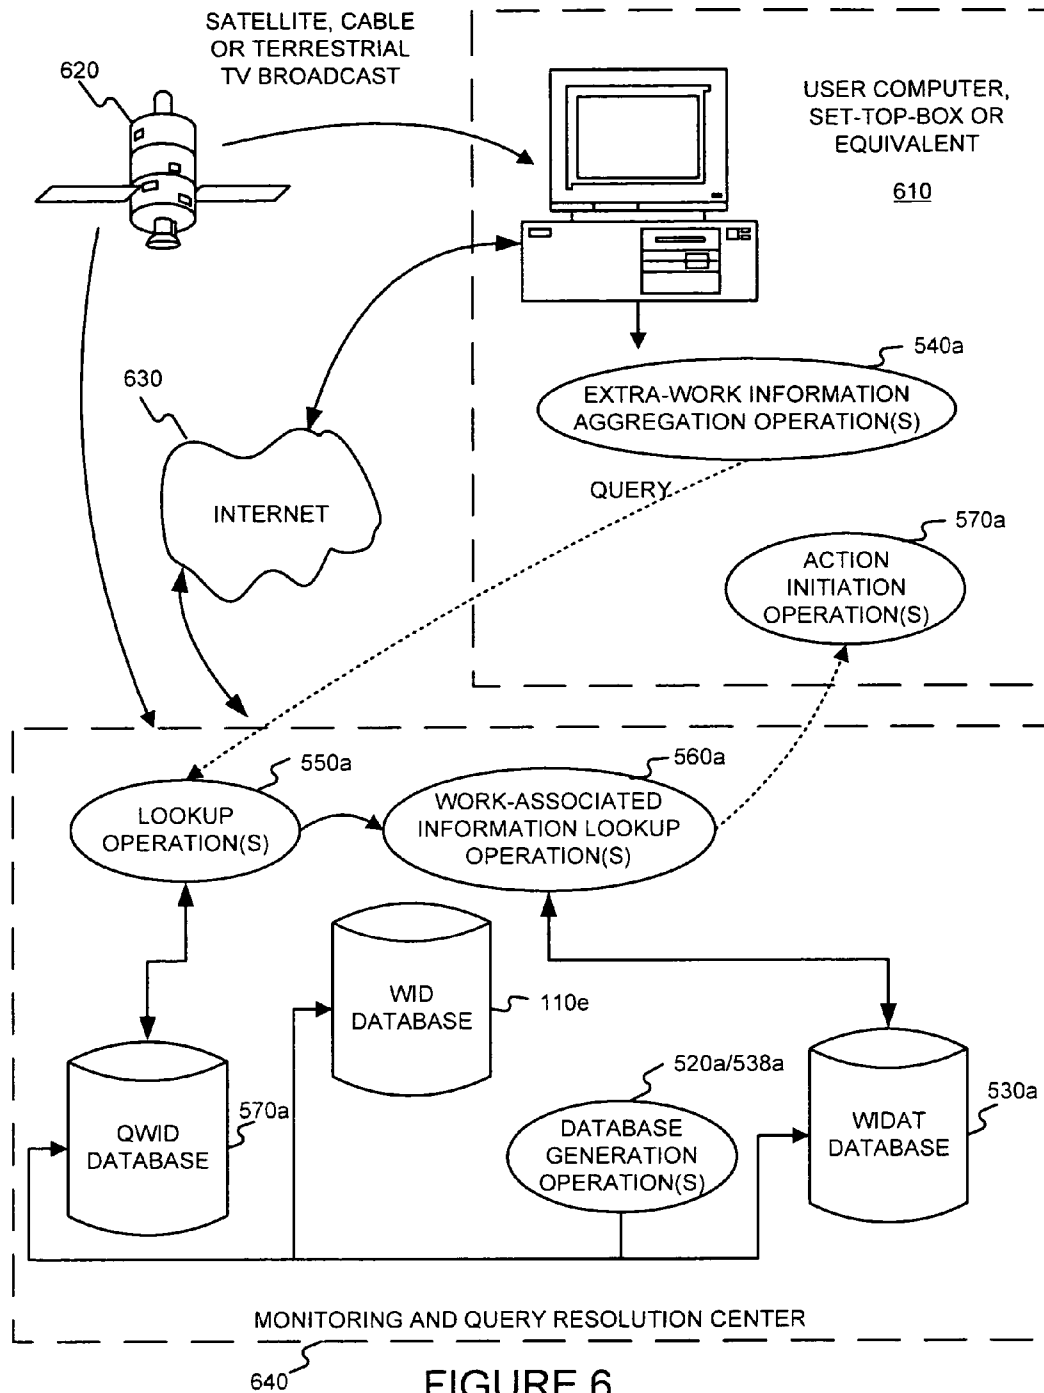 SATELLITE, CABLE
OR TERRESTRIAL
TV BROADCAST
620
USER COMPUTER,
SET-TOP-BOX OR
EQUIVALENT
610
540a
EXTRA-WORK INFORMATION
AGGREGATION OPERATION(S)
630
INTERNET
QUERY
570a
ACTION
INITIATION
OPERATION(S)
550a
LOOKUP
OPERATION(S)
560a
WORK-ASSOCIATED
INFORMATION LOOKUP
OPERATION(S)
WID
DATABASE
110e
520a/538a
DATABASE
GENERATION
OPERATION(S)
QWID
DATABASE
570a
WIDAT
DATABASE
530a
MONITORING AND QUERY RESOLUTION CENTER
640
FIGURE 6